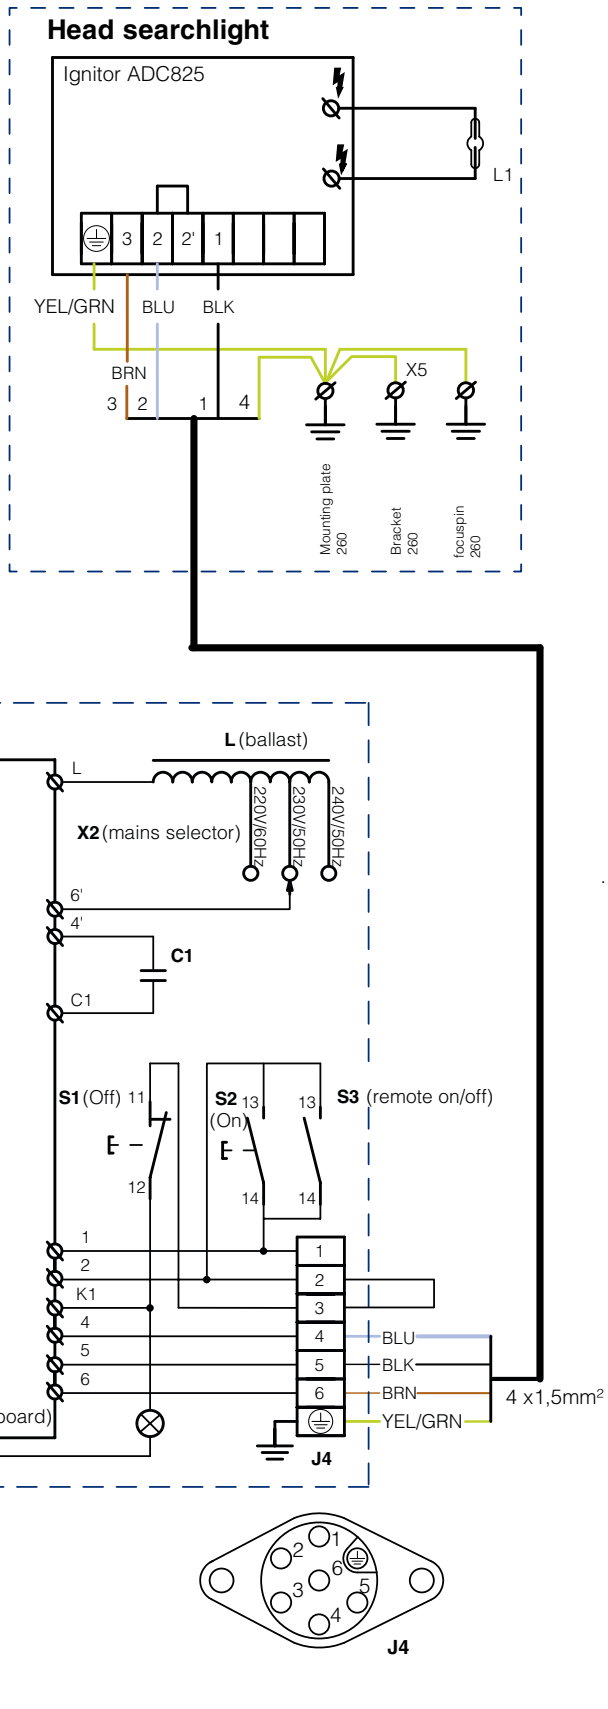 Head searchlight
Ignitor ADC825
L1
3 2 2' 1
YEL/GRN BLU BLK
BRN
X5
3 2 1 4
Mounting plate
260
Bracket
260
focuspin
260
L (ballast)
L
220V/60Hz
230V/50Hz
240V/50Hz
X2 (mains selector)
6'
4'
C1
C1
S1 (Off) 11
S2 13
(On)
13 S3 (remote on/off)
12
14
14
1 1
2 2
K1 3
4 4 BLU
5 5 BLK
6 6 BRN
4 x1,5mm²
board)
YEL/GRN
J4
1
2
6
3
5
4
J4